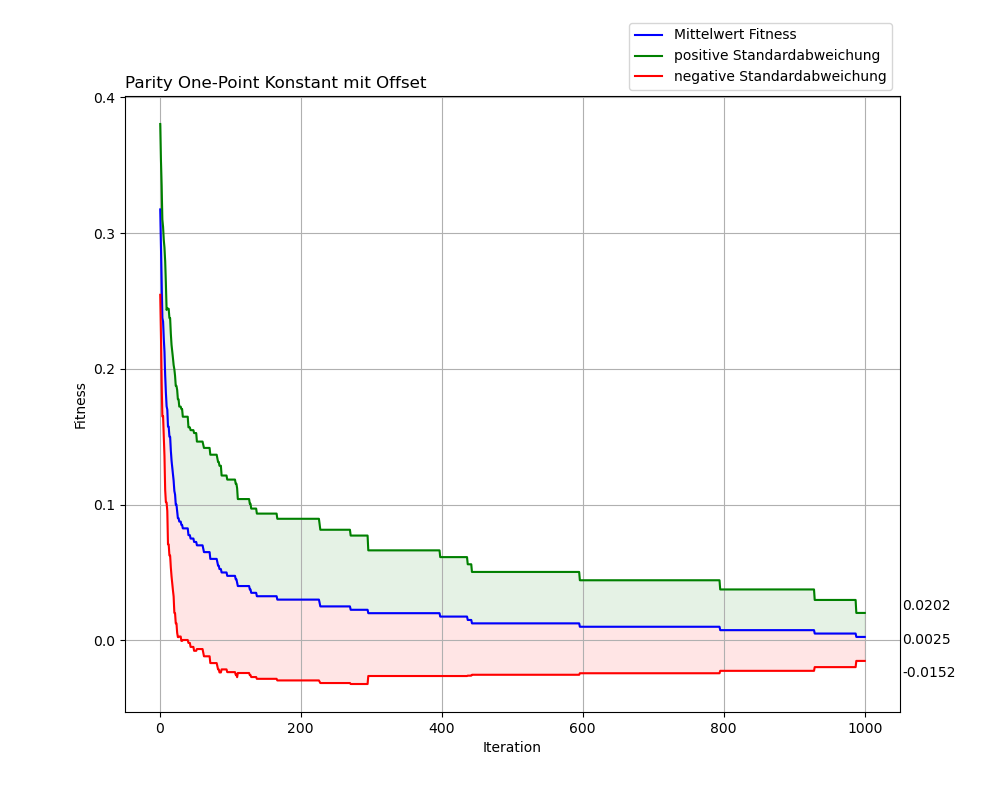 Mittelwert Fitness
positive Standardabweichung
negative Standardabweichung
Parity One-Point Konstant mit Offset
0.4
0.3
0.2
0.1
0.0
Fitness
0.0202
0.0025
-0.0152
0 200 400 600 800 1000
Iteration